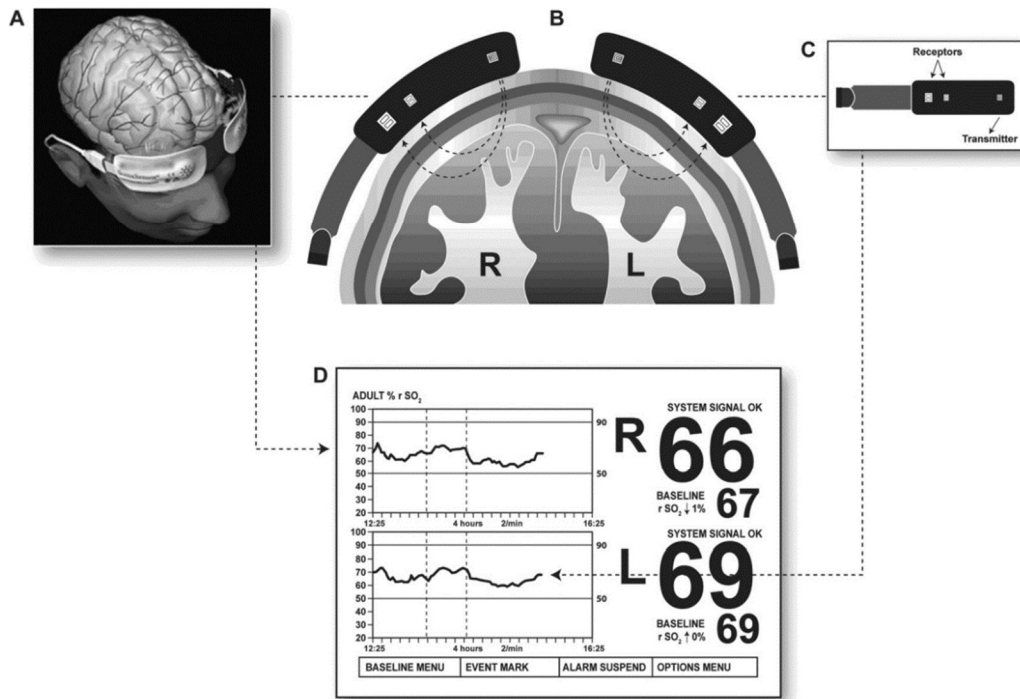 A
B
C
Receptors
Transmitter
R
L
D
ADULT % r SO₂
100
90
80
70
60
50
40
30
20
90
50
12:25
4 hours
2/min
16:25
R
SYSTEM SIGNAL OK
66
BASELINE
r SO₂ ↓ 1%
67
100
90
80
70
60
50
40
30
20
90
50
12:25
4 hours
2/min
16:25
L
SYSTEM SIGNAL OK
69
BASELINE
r SO₂ ↑ 0%
69
BASELINE MENU
EVENT MARK
ALARM SUSPEND
OPTIONS MENU